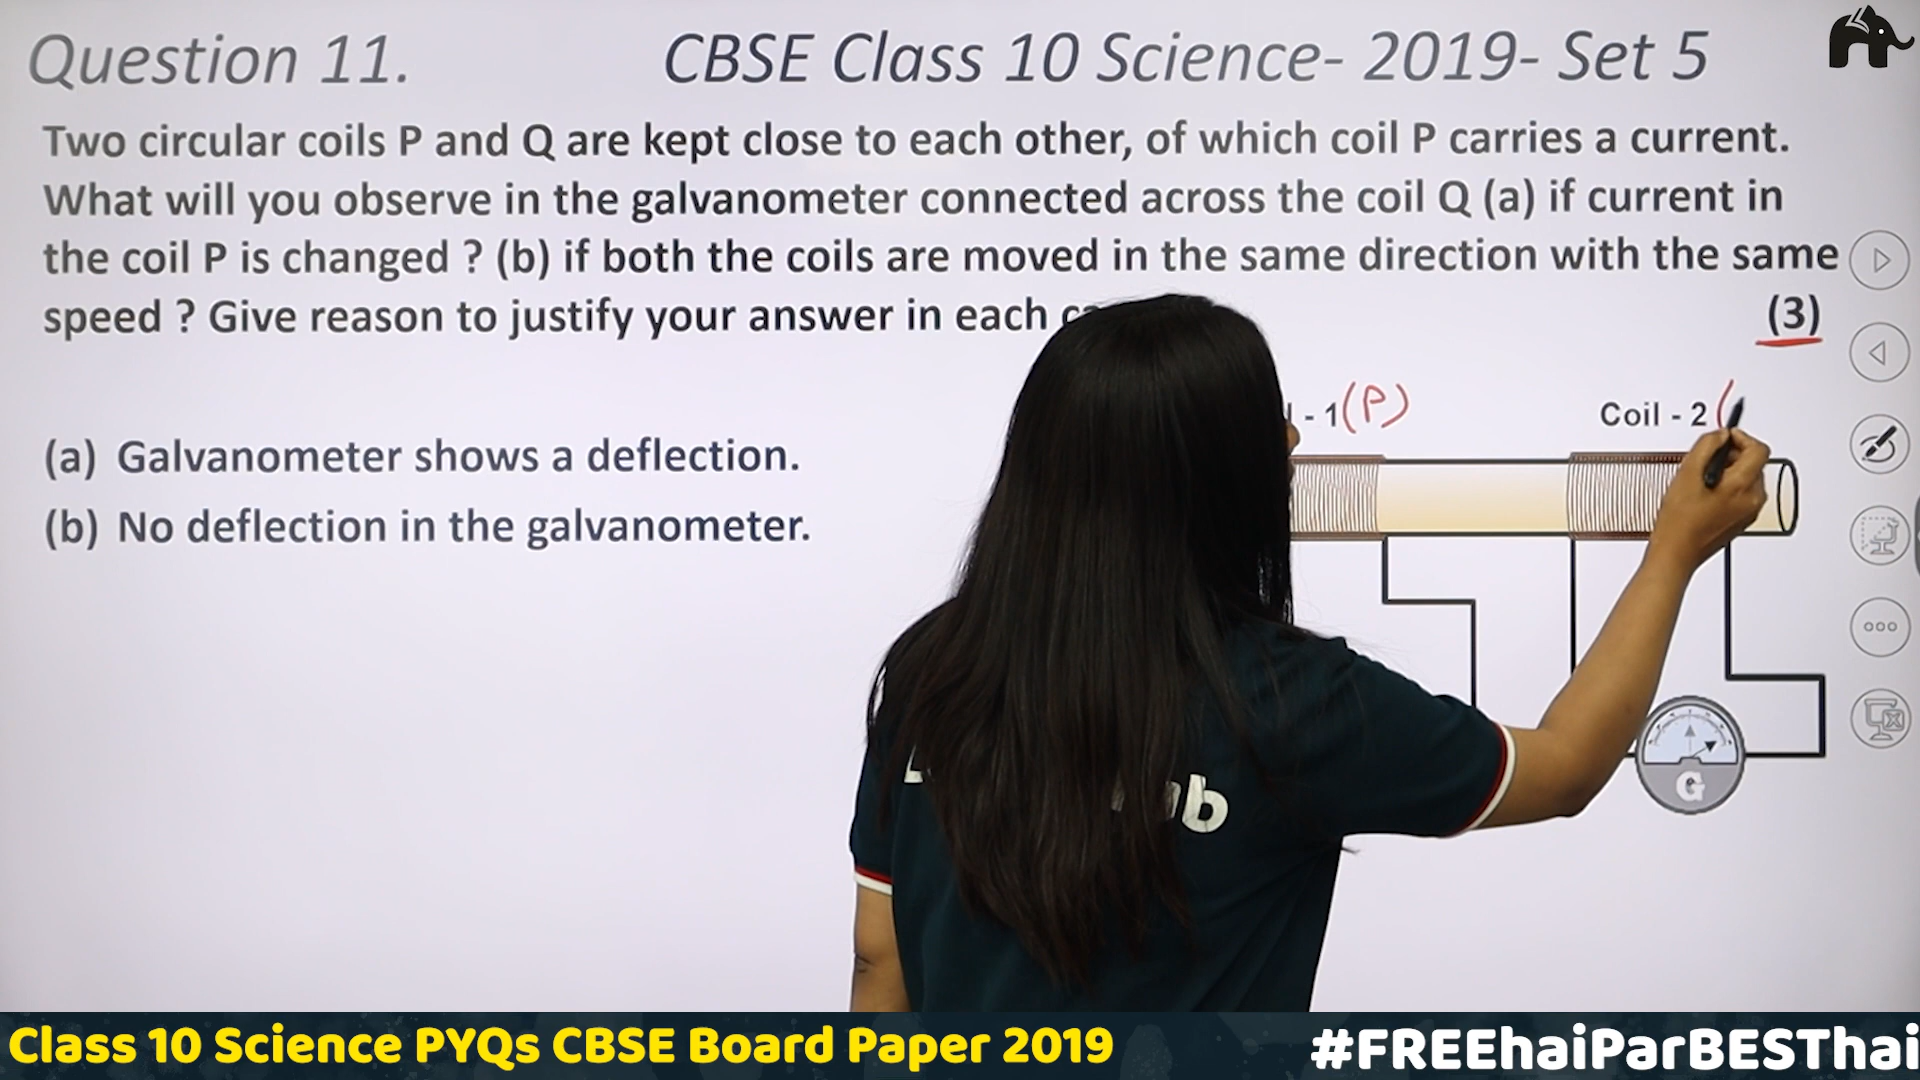 Question 11.
CBSE Class 10 Science- 2019- Set 5
Two circular coils P and Q are kept close to each other, of which coil P carries a current.
What will you observe in the galvanometer connected across the coil Q (a) if current in
the coil P is changed ? (b) if both the coils are moved in the same direction with the same
speed ? Give reason to justify your answer in each
(3)
- 1 (P)
Coil - 2 (
(a) Galvanometer shows a deflection.
(b) No deflection in the galvanometer.
G
b
Class 10 Science PYQs CBSE Board Paper 2019
#FREEhaiParBESThai